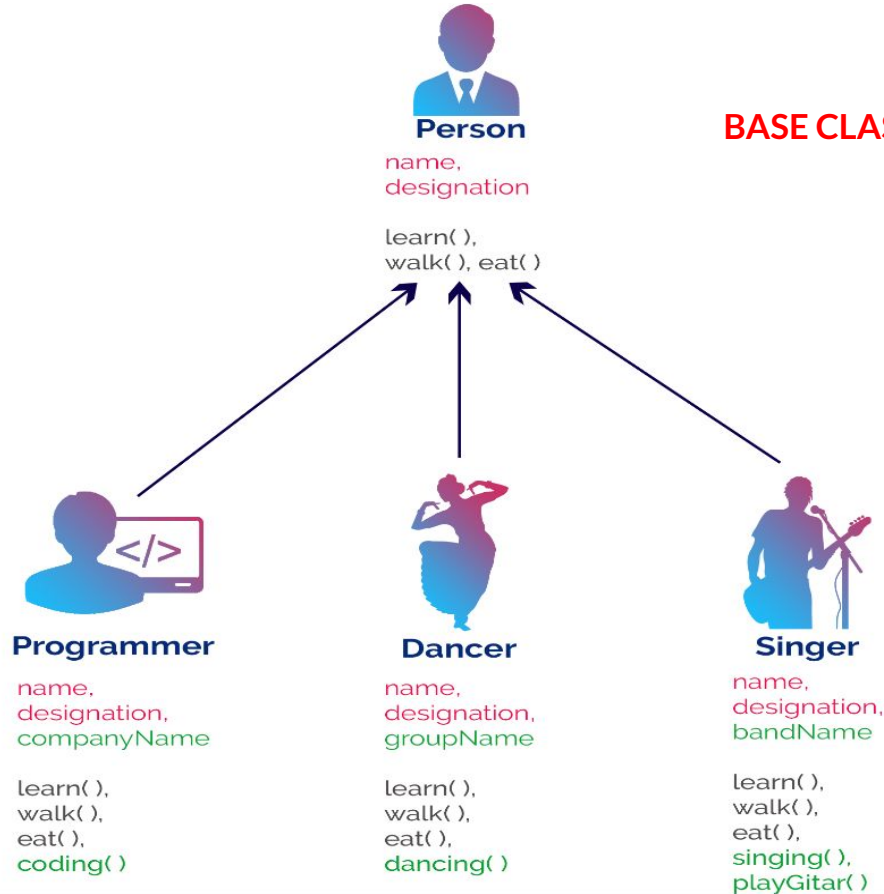 Person
BASE CLAS
name,
designation
learn( ),
walk( ), eat( )
</>
Programmer
name,
designation,
companyName
learn( ),
walk( ),
eat( ),
coding( )
Dancer
name,
designation,
groupName
learn( ),
walk( ),
eat( ),
dancing( )
Singer
name,
designation,
bandName
learn( ),
walk( ),
eat( ),
singing( ),
playGitar( )